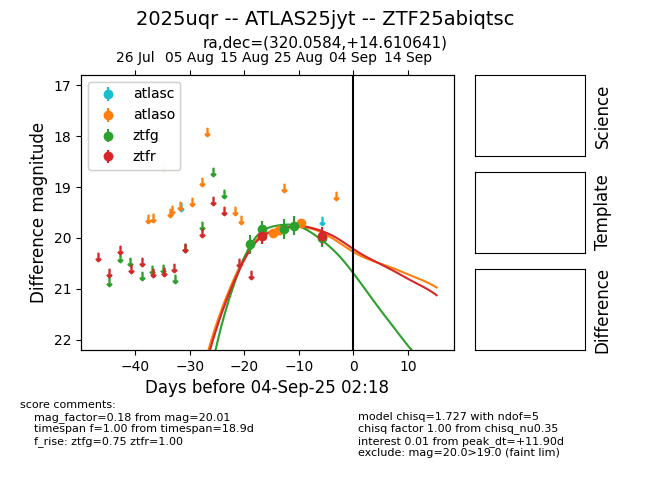 2025uqr -- ATLAS25jyt -- ZTF25abiqtsc
ra,dec=(320.0584,+14.610641)
26 Jul 05 Aug 15 Aug 25 Aug 04 Sep 14 Sep
17
18
19
20
21
22
Difference magnitude
atlasc
atlaso
ztfg
ztfr
−40 −30 −20 −10 0 10
Days before 04-Sep-25 02:18
Science
Template
Difference
score comments:
mag_factor=0.18 from mag=20.01
timespan f=1.00 from timespan=18.9d
f_rise: ztfg=0.75 ztfr=1.00
model chisq=1.727 with ndof=5
chisq factor 1.00 from chisq_nu0.35
interest 0.01 from peak_dt=+11.90d
exclude: mag=20.0>19.0 (faint lim)